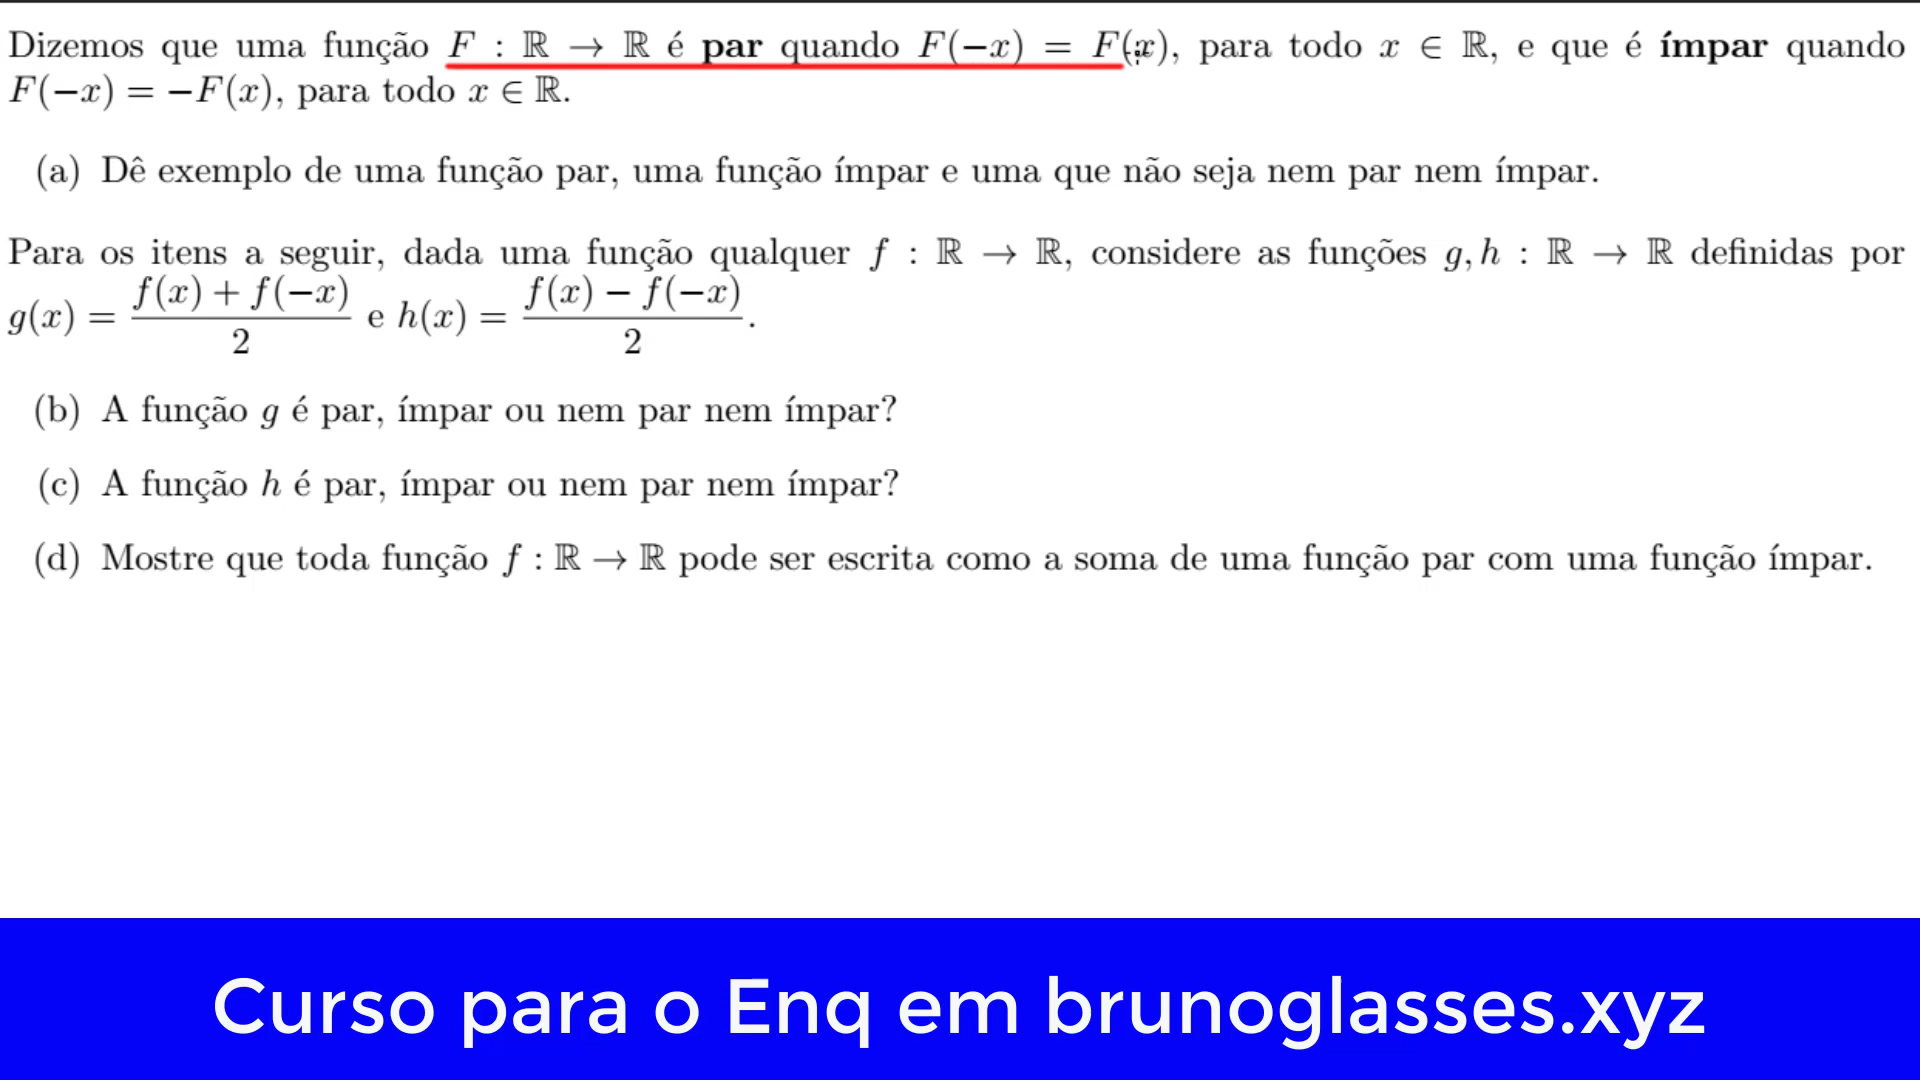 Dizemos que uma função F : ℝ → ℝ é par quando F(−x) = F(x), para todo x ∈ ℝ, e que é ímpar quando
F(−x) = −F(x), para todo x ∈ ℝ.
(a) Dê exemplo de uma função par, uma função ímpar e uma que não seja nem par nem ímpar.
Para os itens a seguir, dada uma função qualquer f : ℝ → ℝ, considere as funções g, h : ℝ → ℝ definidas por
g(x) = (f(x) + f(−x))/2 e h(x) = (f(x) − f(−x))/2.
(b) A função g é par, ímpar ou nem par nem ímpar?
(c) A função h é par, ímpar ou nem par nem ímpar?
(d) Mostre que toda função f : ℝ → ℝ pode ser escrita como a soma de uma função par com uma função ímpar.
Curso para o Enq em brunoglasses.xyz